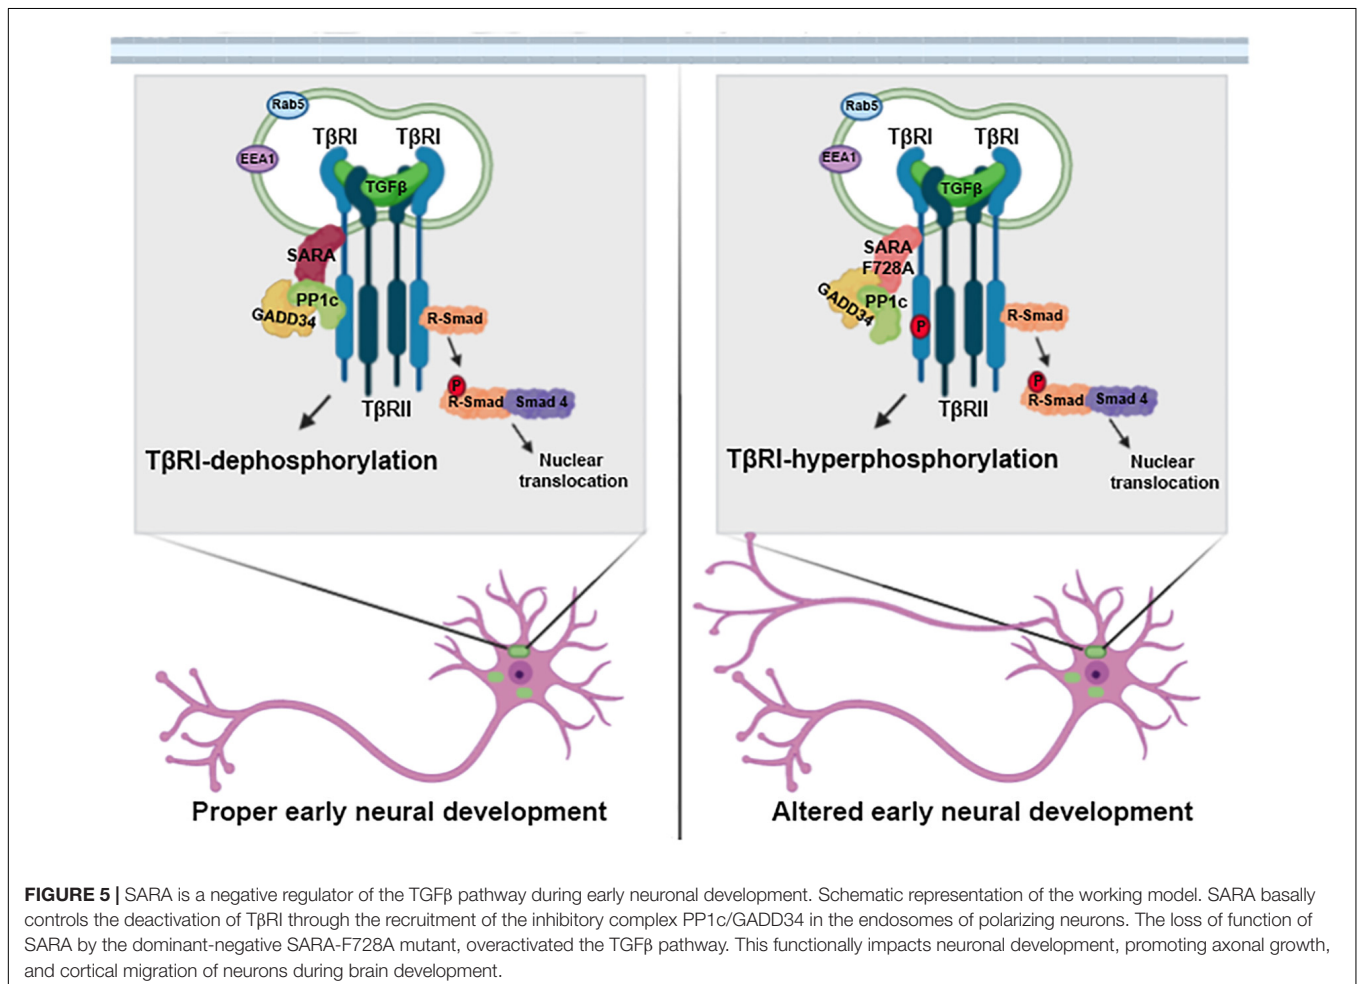 Rab5
TβRI
TβRI
EEA1
TGFβ
SARA
PP1c
GADD34
R-Smad
P
R-Smad
Smad 4
TβRII
TβRI-dephosphorylation
Nuclear
translocation
Proper early neural development
Rab5
TβRI
TβRI
EEA1
TGFβ
SARA
F728A
GADD34
PP1c
P
R-Smad
P
R-Smad
Smad 4
TβRII
TβRI-hyperphosphorylation
Nuclear
translocation
Altered early neural development
FIGURE 5 | SARA is a negative regulator of the TGFβ pathway during early neuronal development. Schematic representation of the working model. SARA basally
controls the deactivation of TβRI through the recruitment of the inhibitory complex PP1c/GADD34 in the endosomes of polarizing neurons. The loss of function of
SARA by the dominant-negative SARA-F728A mutant, overactivated the TGFβ pathway. This functionally impacts neuronal development, promoting axonal growth,
and cortical migration of neurons during brain development.